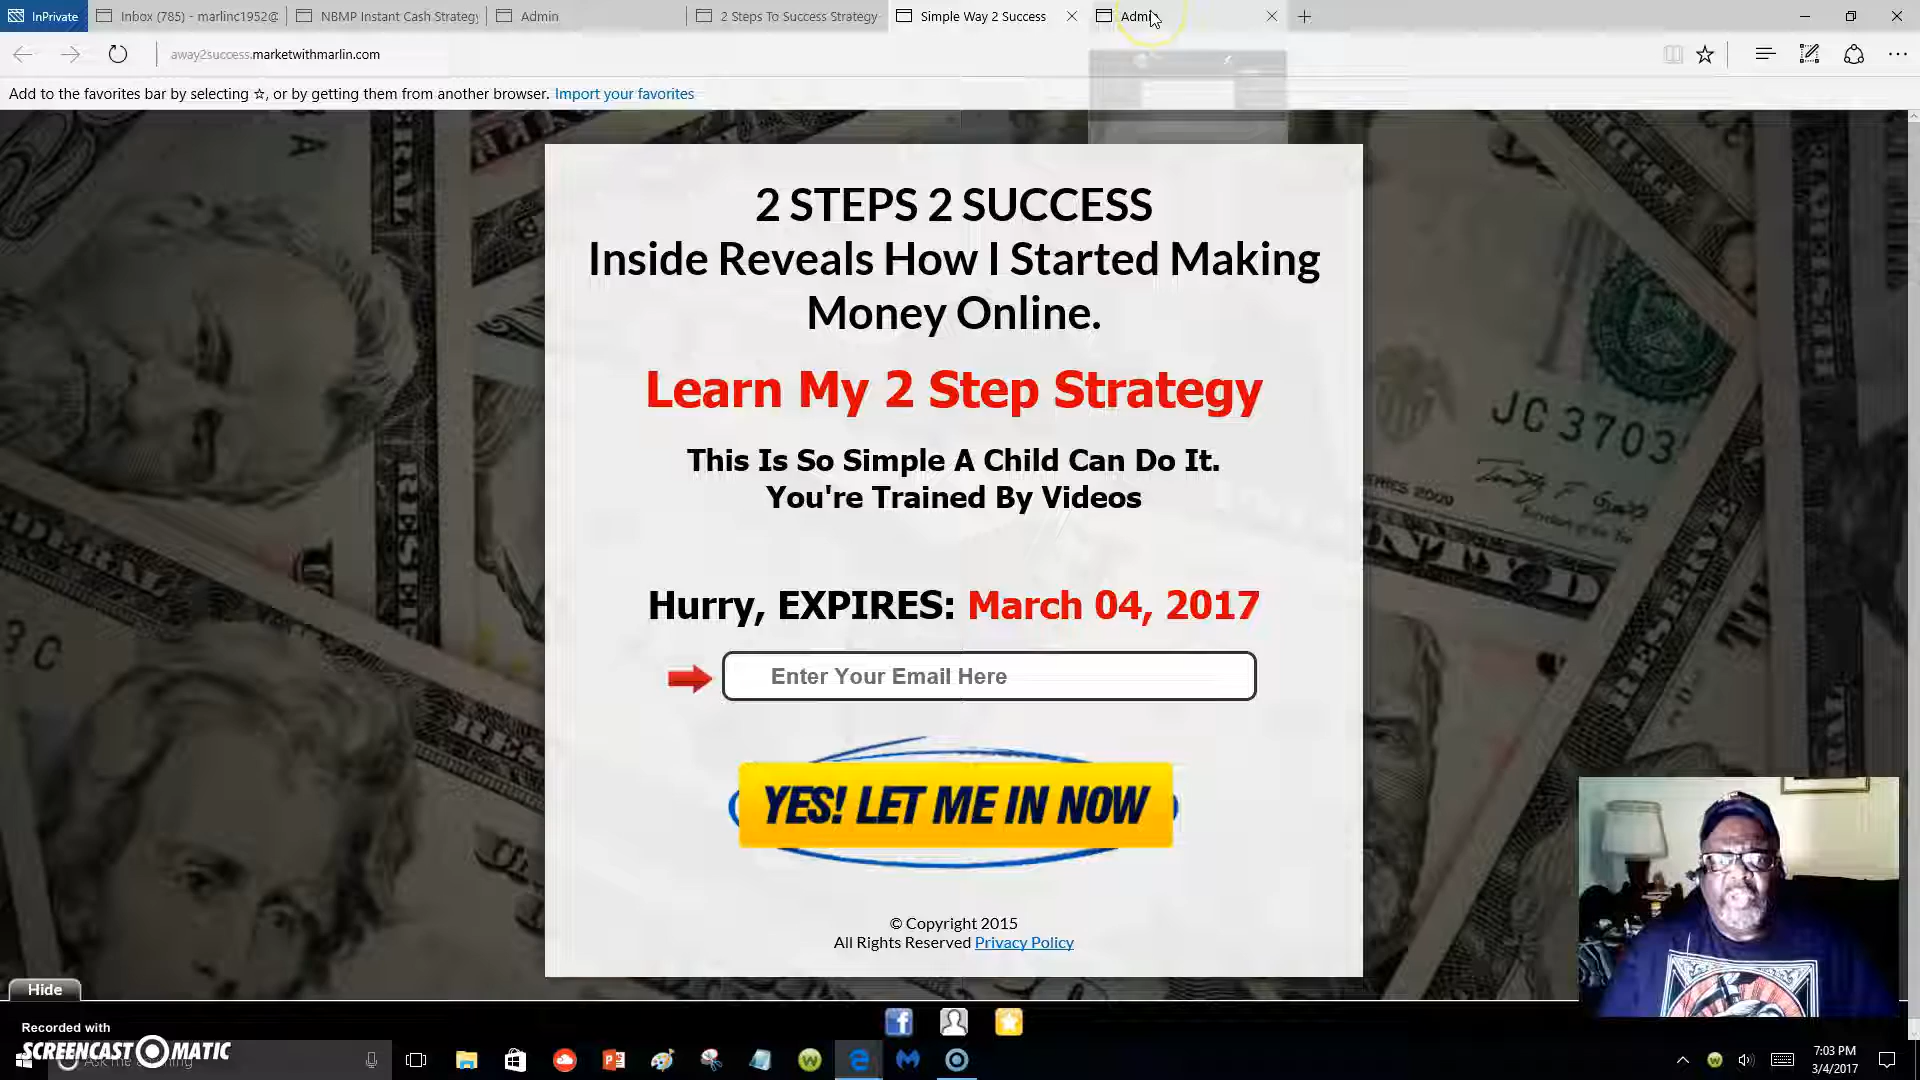 InPrivate
Inbox (785) - marlinc1952@
NBMP Instant Cash Strategy
Admin
2 Steps To Success Strategy
Simple Way 2 Success
Admin
away2success.marketwithmarlin.com
Add to the favorites bar by selecting ☆, or by getting them from another browser. Import your favorites
2 STEPS 2 SUCCESS
Inside Reveals How I Started Making
Money Online.
Learn My 2 Step Strategy
This Is So Simple A Child Can Do It.
You're Trained By Videos
Hurry, EXPIRES: March 04, 2017
Enter Your Email Here
YES! LET ME IN NOW
© Copyright 2015
All Rights Reserved Privacy Policy
JC3703
SERIES 2009
Hide
Recorded with
SCREENCAST-O-MATIC
7:03 PM
3/4/2017